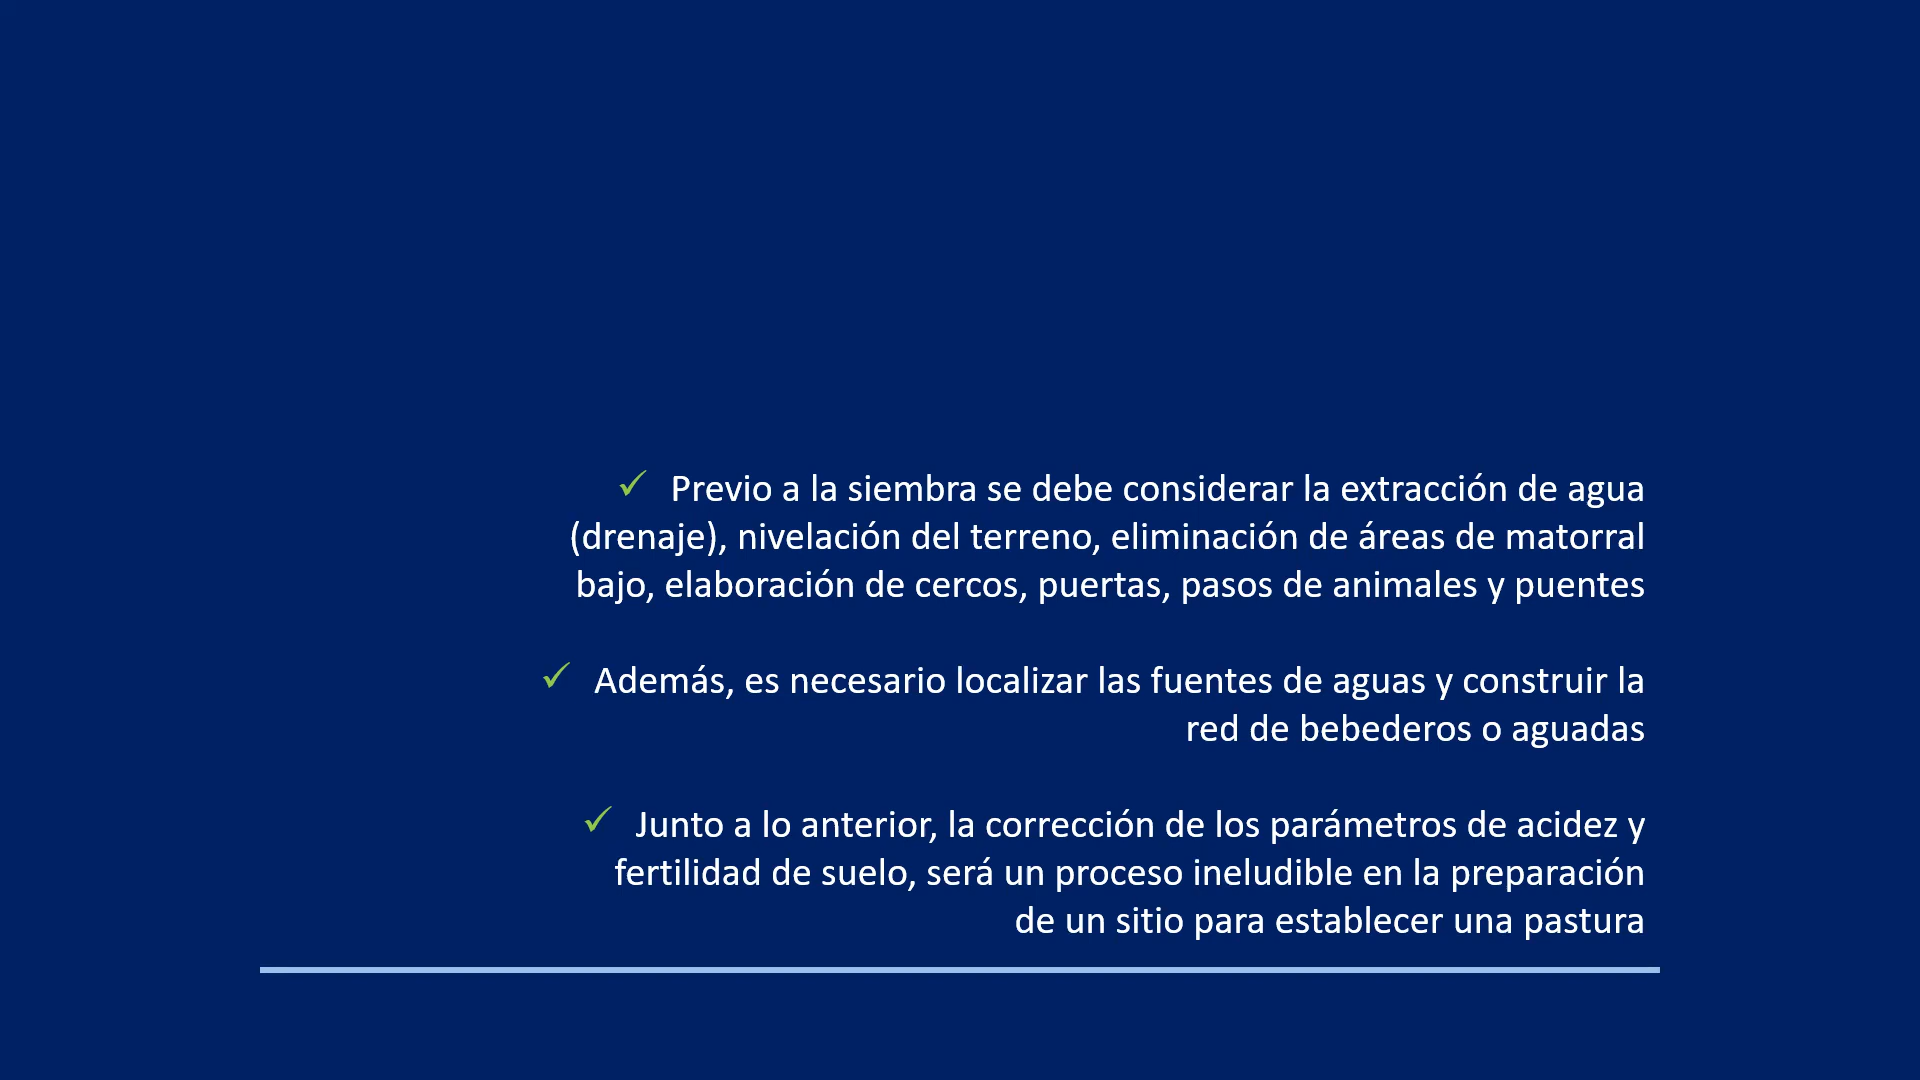 ✓ Previo a la siembra se debe considerar la extracción de agua
(drenaje), nivelación del terreno, eliminación de áreas de matorral
bajo, elaboración de cercos, puertas, pasos de animales y puentes
✓ Además, es necesario localizar las fuentes de aguas y construir la
red de bebederos o aguadas
✓ Junto a lo anterior, la corrección de los parámetros de acidez y
fertilidad de suelo, será un proceso ineludible en la preparación
de un sitio para establecer una pastura